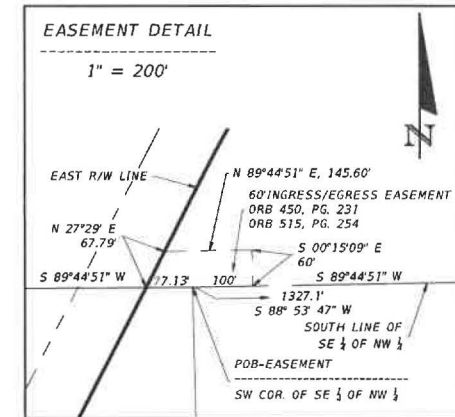 EASEMENT DETAIL
1" = 200'
N
EAST R/W LINE
N 89°44'51" E, 145.60'
60'INGRESS/EGRESS EASEMENT
ORB 450, PG. 231
ORB 515, PG. 254
N 27°29' E
67.79'
S 00°15'09" E
60'
S 89°44'51" W
77.13'
100'
S 89°44'51" W
1327.1'
S 88° 53' 47" W
SOUTH LINE OF
SE ¼ OF NW ¼
POB-EASEMENT
SW COR. OF SE ¼ OF NW ¼